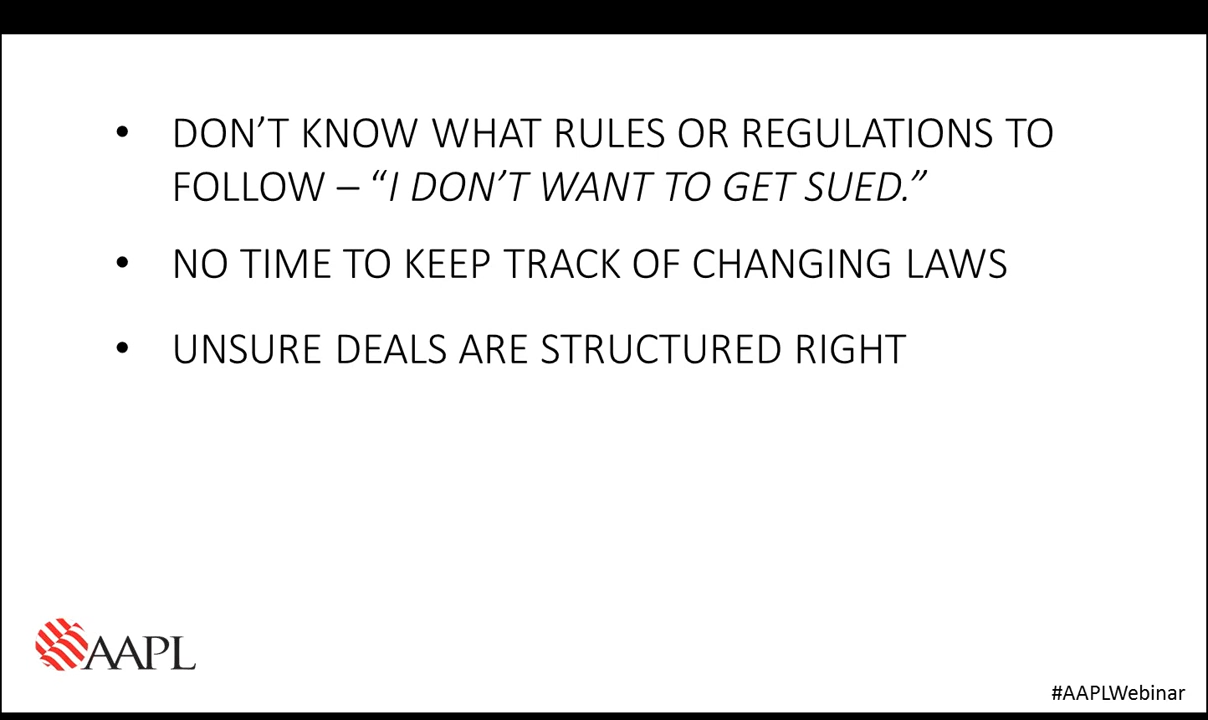 • DON’T KNOW WHAT RULES OR REGULATIONS TO
FOLLOW – “I DON’T WANT TO GET SUED.”
• NO TIME TO KEEP TRACK OF CHANGING LAWS
• UNSURE DEALS ARE STRUCTURED RIGHT
AAPL
#AAPLWebinar